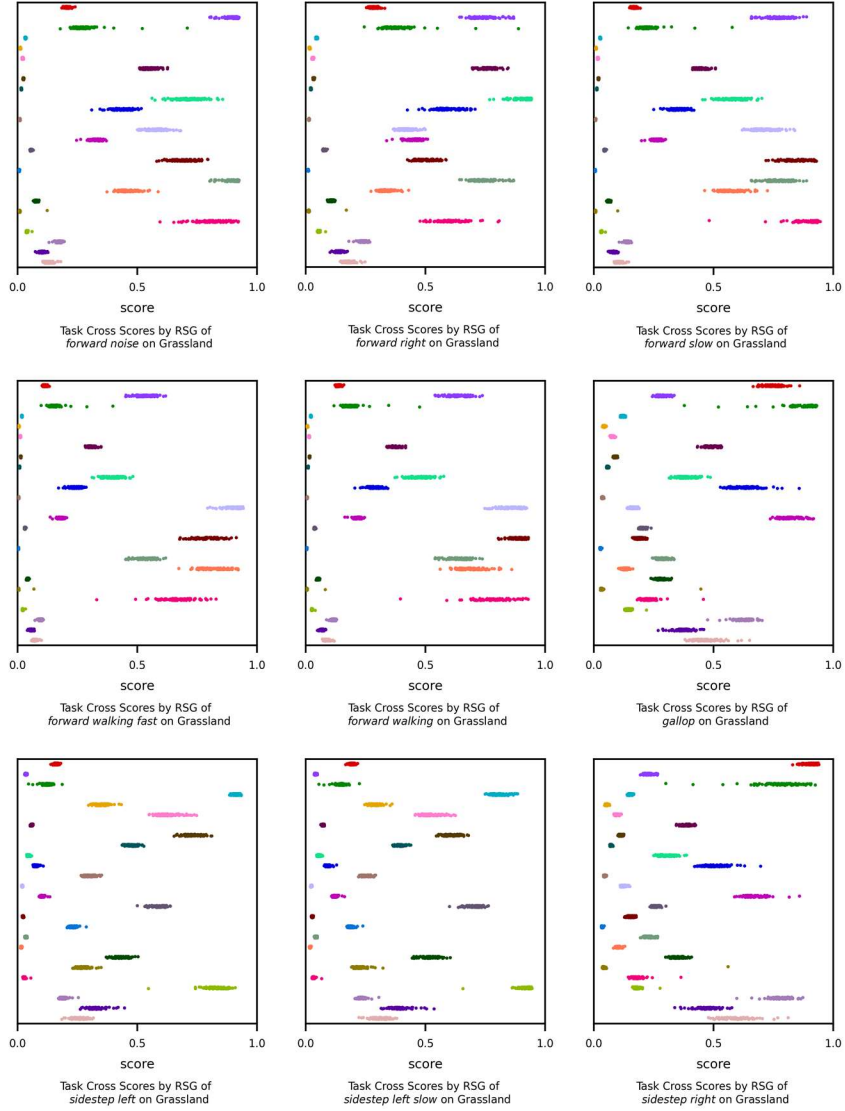 0.0 0.5 1.0 0.0 0.5 1.0 0.0 0.5 1.0
score score score
Task Cross Scores by RSG of
forward noise on Grassland
Task Cross Scores by RSG of
forward right on Grassland
Task Cross Scores by RSG of
forward slow on Grassland
0.0 0.5 1.0 0.0 0.5 1.0 0.0 0.5 1.0
score score score
Task Cross Scores by RSG of
forward walking fast on Grassland
Task Cross Scores by RSG of
forward walking on Grassland
Task Cross Scores by RSG of
gallop on Grassland
0.0 0.5 1.0 0.0 0.5 1.0 0.0 0.5 1.0
score score score
Task Cross Scores by RSG of
sidestep left on Grassland
Task Cross Scores by RSG of
sidestep left slow on Grassland
Task Cross Scores by RSG of
sidestep right on Grassland